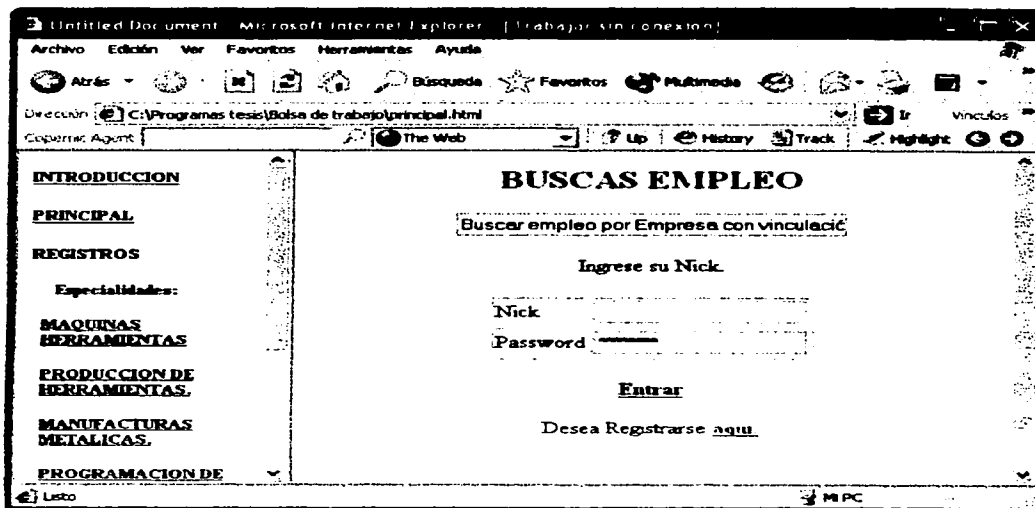 Untitled Document - Microsoft Internet Explorer - [Trabajar sin conexión]
Archivo Edición Ver Favoritos Herramientas Ayuda
Atrás Búsqueda Favoritos Multimedia
Dirección C:\Programas tesis\Bolsa de trabajo\principal.html Ir Vínculos
Copernic Agent The Web Up History Track Highlight
INTRODUCCION
PRINCIPAL
REGISTROS
Especialidades:
MAQUINAS
HERRAMIENTAS
PRODUCCION DE
HERRAMIENTAS.
MANUFACTURAS
METALICAS.
PROGRAMACION DE
BUSCAS EMPLEO
Buscar empleo por Empresa con vinculació
Ingrese su Nick.
Nick
Password
Entrar
Desea Registrarse aqui.
Listo Mi PC